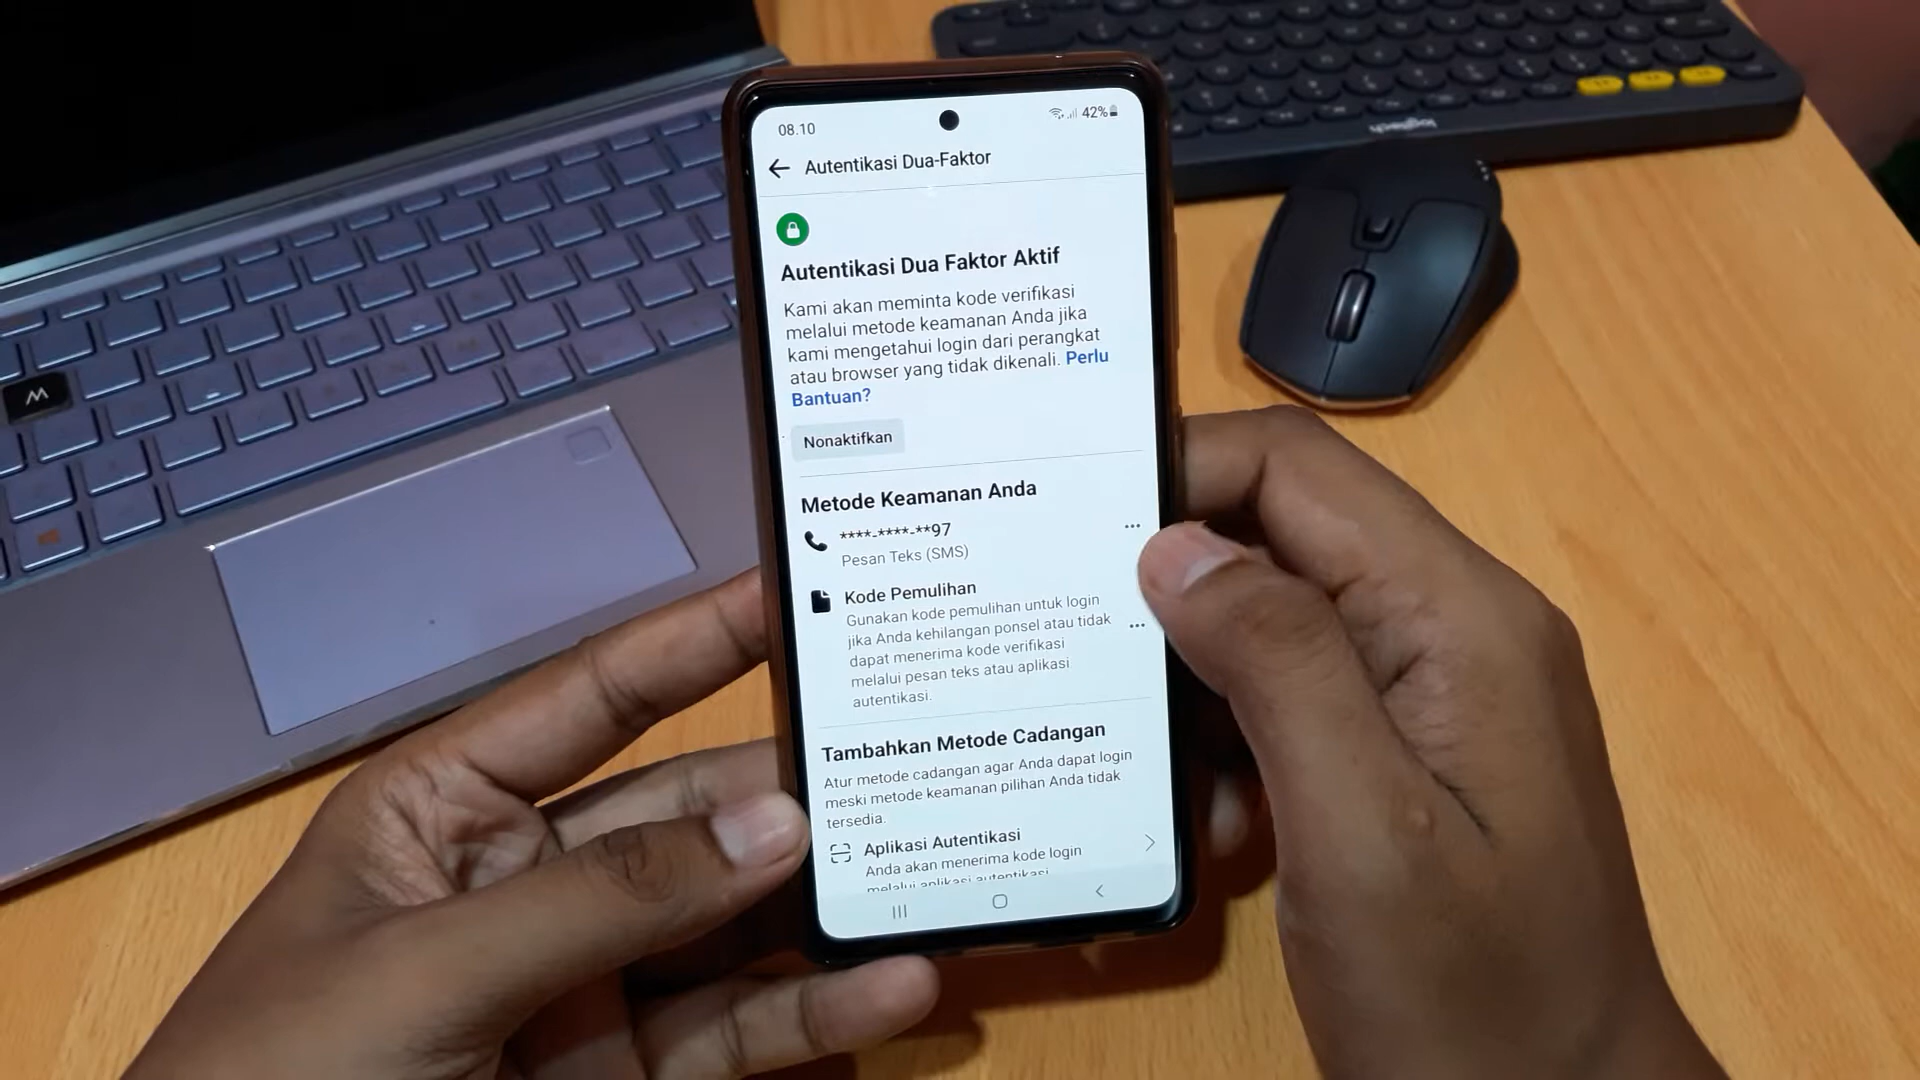 08.10
42%
Autentikasi Dua-Faktor
Autentikasi Dua Faktor Aktif
Kami akan meminta kode verifikasi
melalui metode keamanan Anda jika
kami mengetahui login dari perangkat
atau browser yang tidak dikenali. Perlu
Bantuan?
Nonaktifkan
Metode Keamanan Anda
****-****-**97
Pesan Teks (SMS)
Kode Pemulihan
Gunakan kode pemulihan untuk login
jika Anda kehilangan ponsel atau tidak
dapat menerima kode verifikasi
melalui pesan teks atau aplikasi
autentikasi.
Tambahkan Metode Cadangan
Atur metode cadangan agar Anda dapat login
meski metode keamanan pilihan Anda tidak
tersedia.
Aplikasi Autentikasi
Anda akan menerima kode login
melalui aplikasi autentikasi
logitech